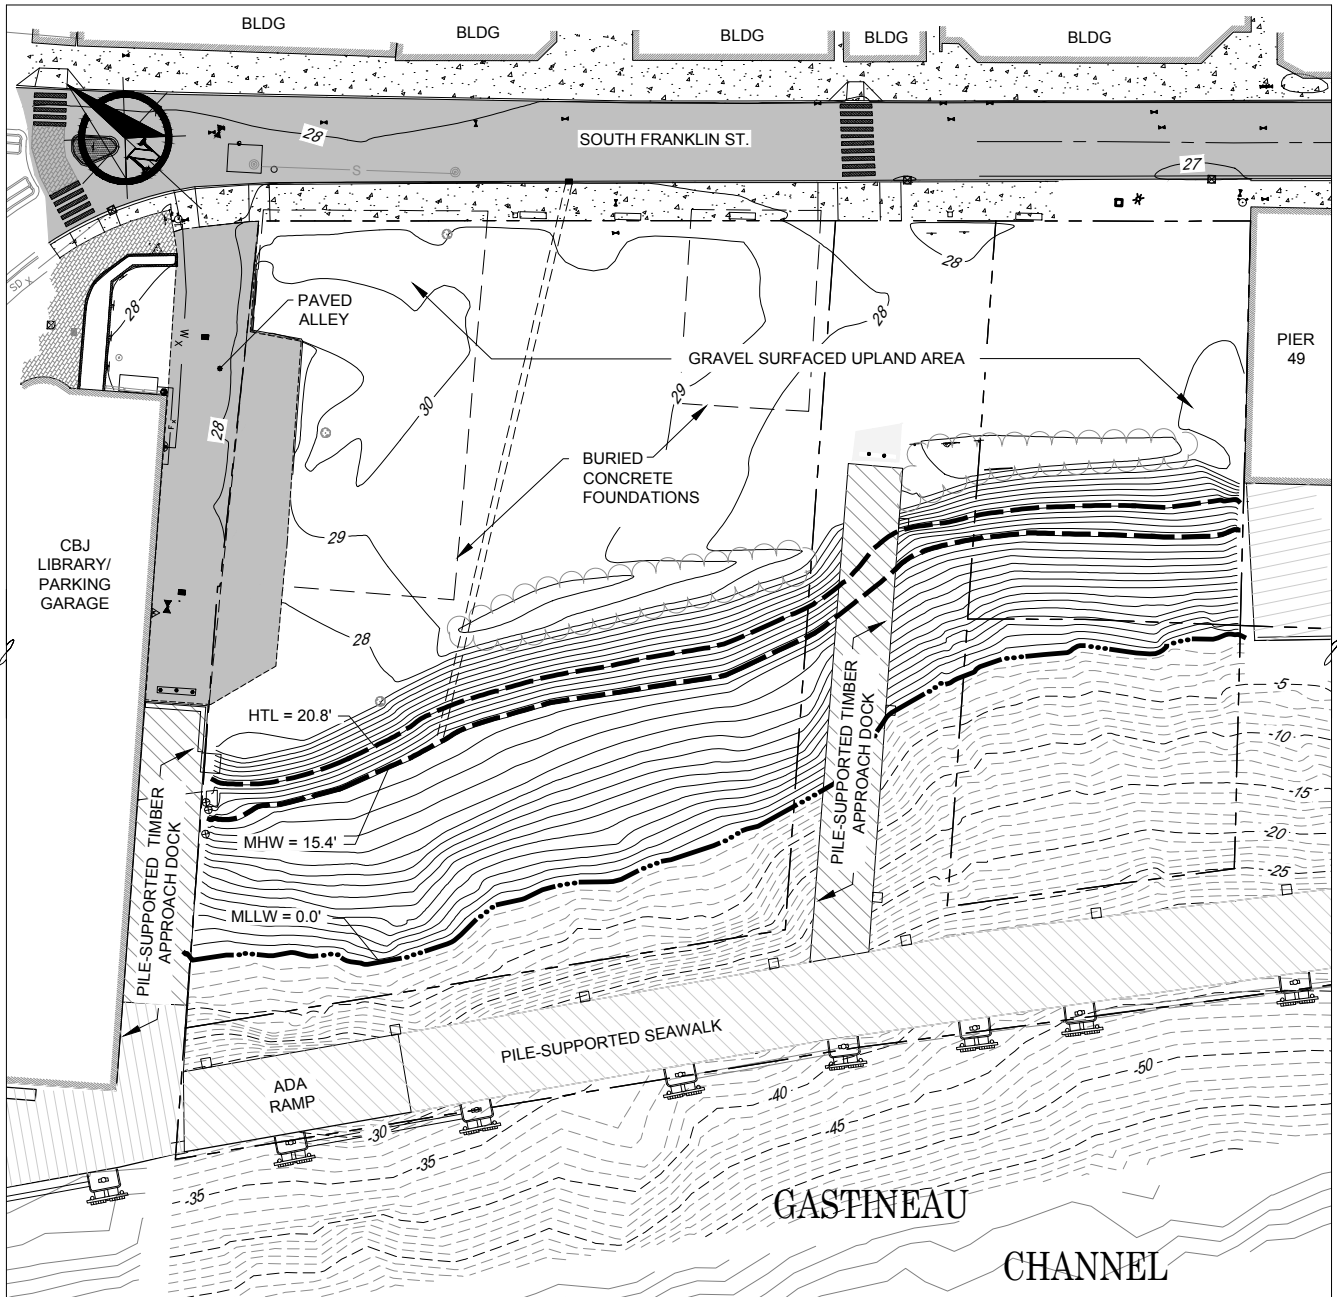 BLDG
BLDG
BLDG
BLDG
BLDG
28
SOUTH FRANKLIN ST.
27
N
S
SD
X
28
W
X
28
28
PAVED
ALLEY
28
GRAVEL SURFACED UPLAND AREA
PIER
49
30
29
F
X
28
BURIED
CONCRETE
FOUNDATIONS
29
CBJ
LIBRARY/
PARKING
GARAGE
28
HTL = 20.8'
MHW = 15.4'
MLLW = 0.0'
PILE-SUPPORTED TIMBER
APPROACH DOCK
PILE-SUPPORTED TIMBER
APPROACH DOCK
-5
-10
-15
-20
-25
PILE-SUPPORTED SEAWALK
ADA
RAMP
-30
-35
-35
-40
-45
-50
GASTINEAU
CHANNEL